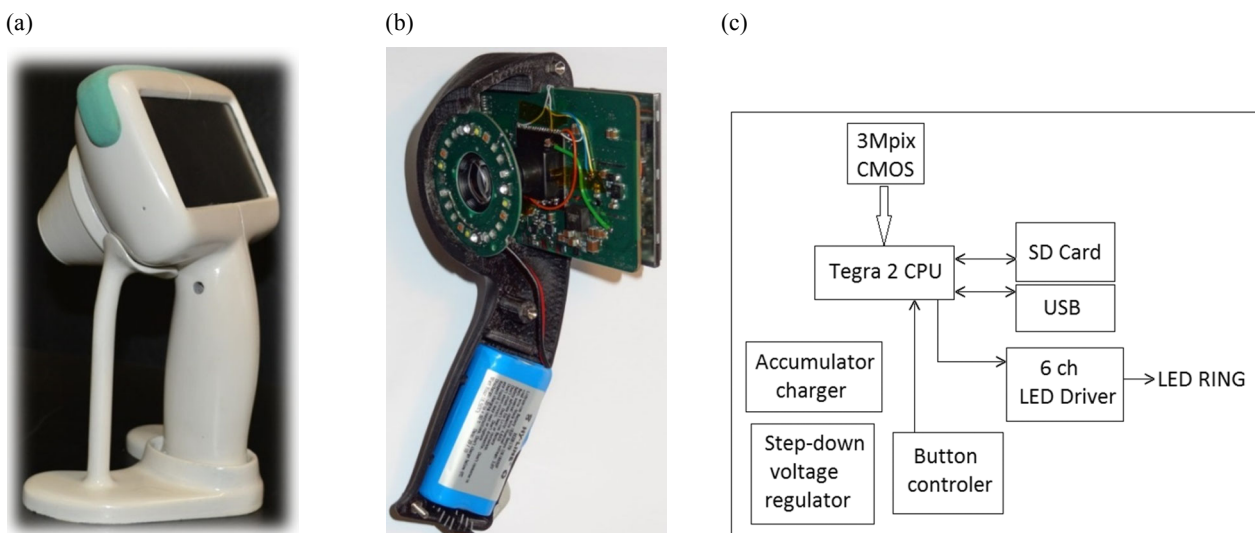 (a)
(b)
(c)
3Mpix
CMOS
Tegra 2 CPU
SD Card
USB
Accumulator
charger
6 ch
LED Driver
LED RING
Step-down
voltage
regulator
Button
controler